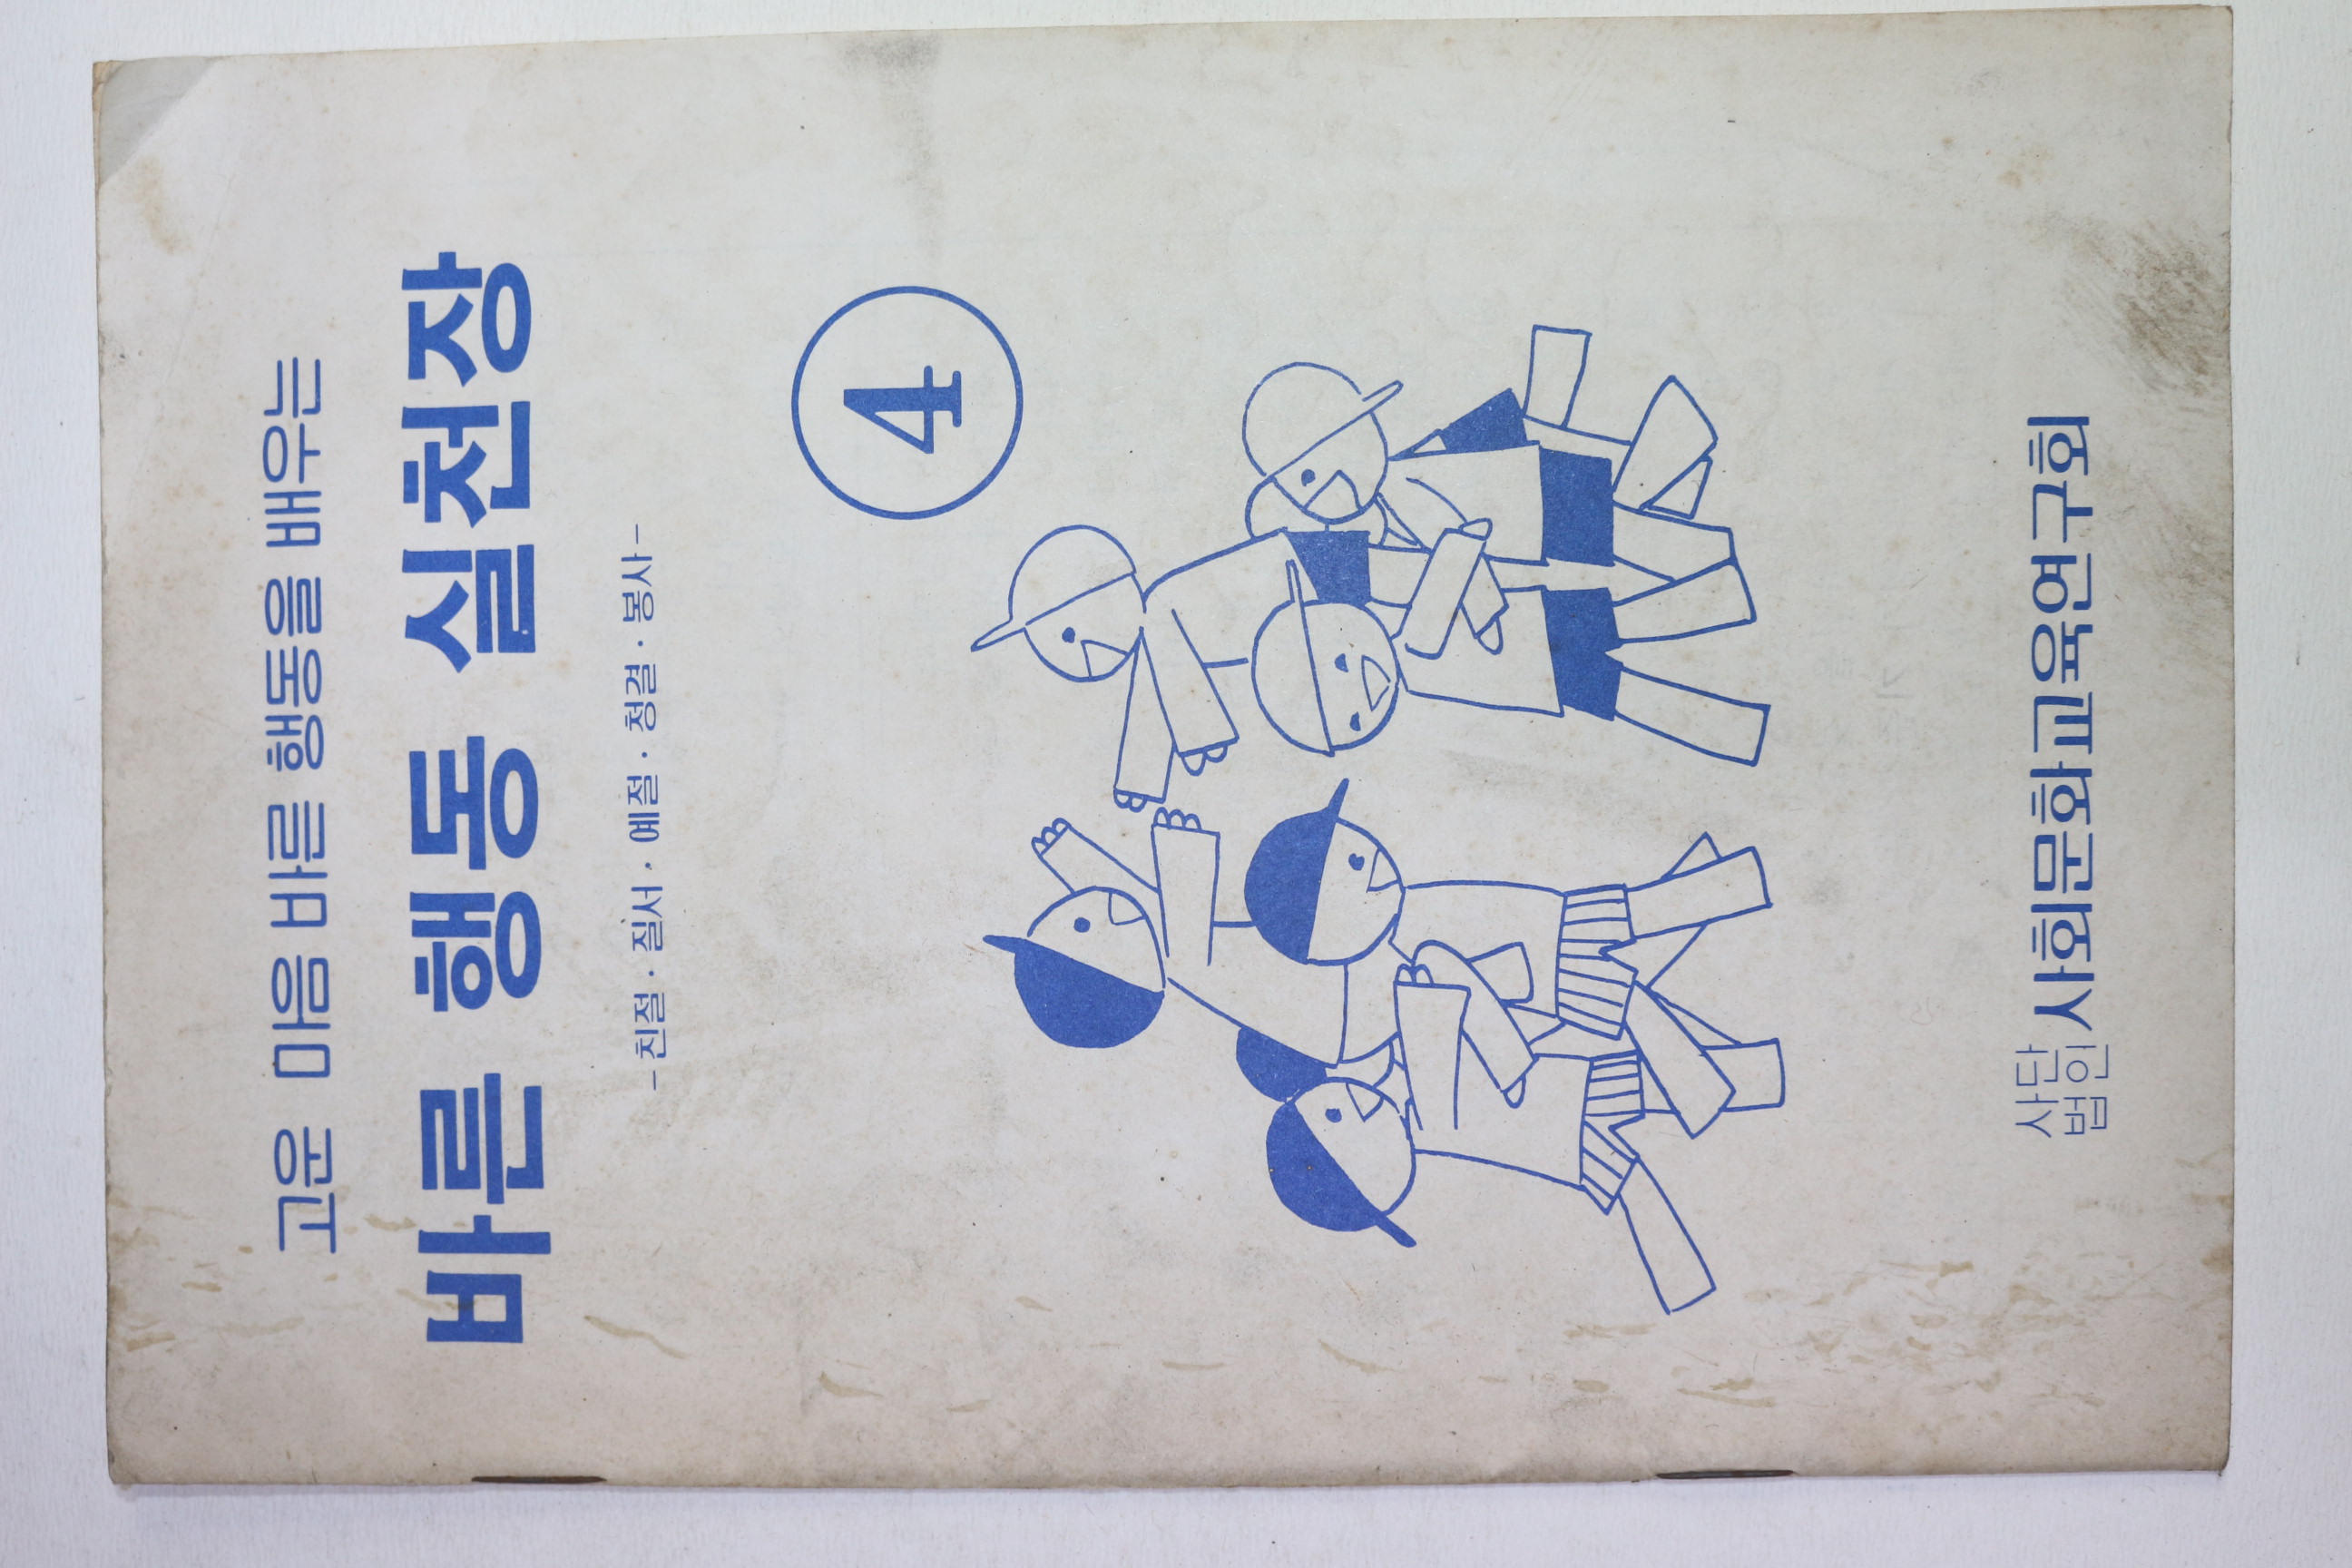 고운 마음 바른 행동을 배우는
바른 행동 실천장
-친절·질서·예절·청결·봉사-
4
사단
법인 사회문화교육연구회